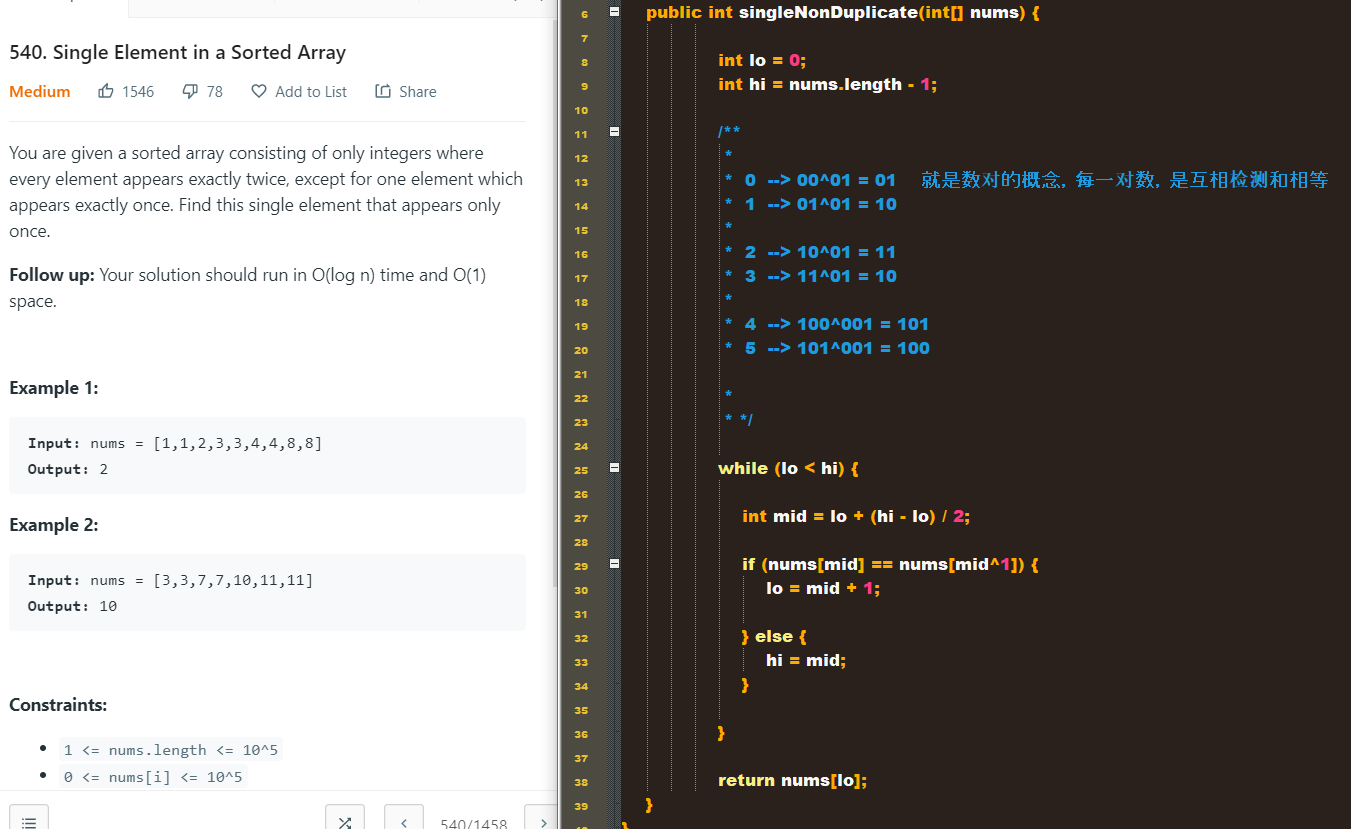 540. Single Element in a Sorted Array
Medium 1546 78 Add to List Share
You are given a sorted array consisting of only integers where
every element appears exactly twice, except for one element which
appears exactly once. Find this single element that appears only
once.
Follow up: Your solution should run in O(log n) time and O(1)
space.
Example 1:
Input: nums = [1,1,2,3,3,4,4,8,8]
Output: 2
Example 2:
Input: nums = [3,3,7,7,10,11,11]
Output: 10
Constraints:
1 <= nums.length <= 10^5
0 <= nums[i] <= 10^5
540/1458
6 public int singleNonDuplicate(int[] nums) {
7
8 int lo = 0;
9 int hi = nums.length - 1;
10
11 /**
12 *
13 * 0 --> 00^01 = 01 就是数对的概念, 每一对数, 是互相检测和相等
14 * 1 --> 01^01 = 10
15 *
16 * 2 --> 10^01 = 11
17 * 3 --> 11^01 = 10
18 *
19 * 4 --> 100^001 = 101
20 * 5 --> 101^001 = 100
21
22 *
23 * */
24
25 while (lo < hi) {
26
27 int mid = lo + (hi - lo) / 2;
28
29 if (nums[mid] == nums[mid^1]) {
30 lo = mid + 1;
31
32 } else {
33 hi = mid;
34 }
35
36 }
37
38 return nums[lo];
39 }
}